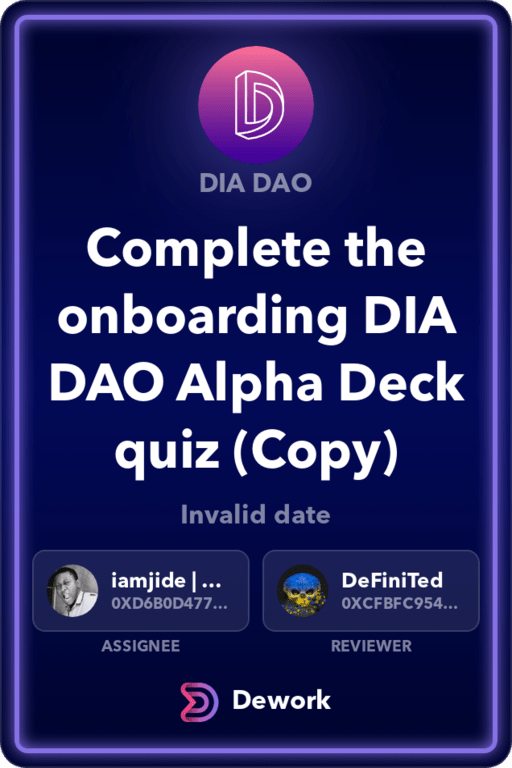 DIA DAO
Complete the
onboarding DIA
DAO Alpha Deck
quiz (Copy)
Invalid date
iamjide | ...
0XD6B0D477...
DeFiniTed
0XCFBFC954...
ASSIGNEE
REVIEWER
Dework